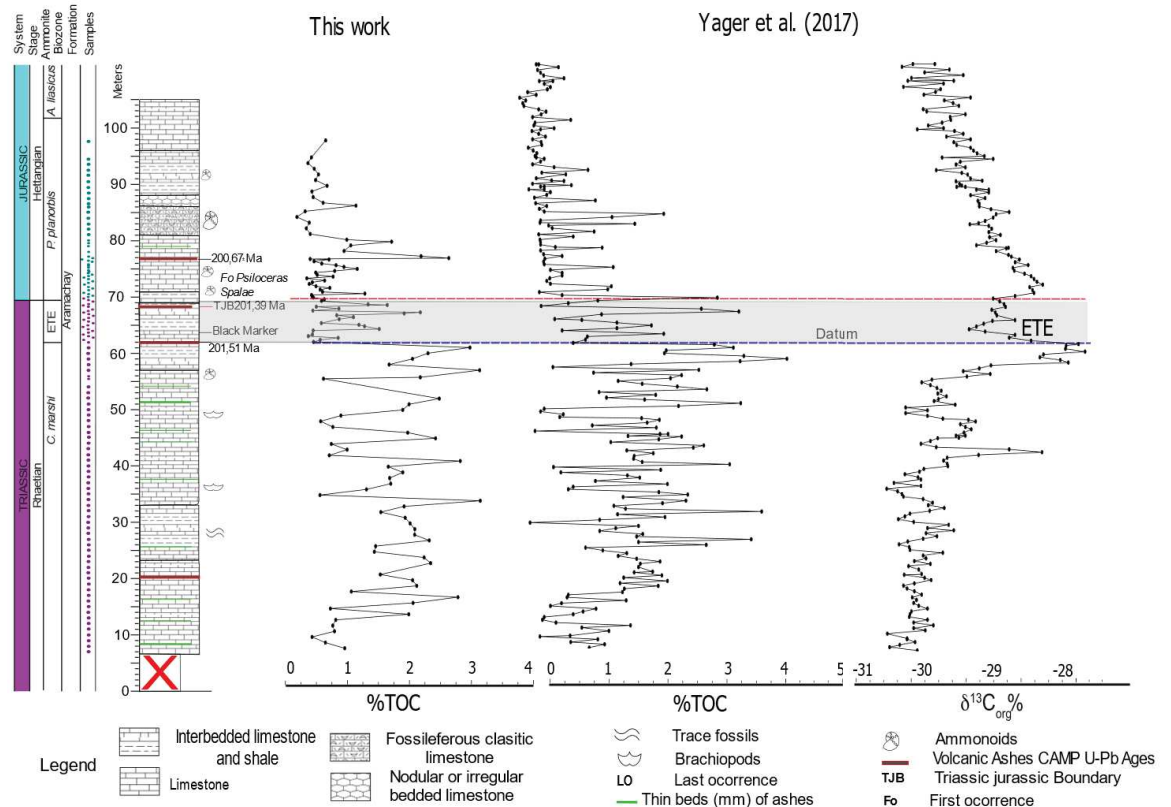 System
Stage
Ammonite
Biozone
Formation
Samples
This work
Yager et al. (2017)
JURASSIC
TRIASSIC
Hettangian
Rhaetian
A. liasicus
P. planorbis
ETE
C. marshi
Aramachay
Meters
100
90
80
70
60
50
40
30
20
10
0
200,67 Ma
Fo Psiloceras
Spalae
TJB201,39 Ma
Black Marker
201,51 Ma
Datum
ETE
0 1 2 3 4
%TOC
0 1 2 3 4 5
%TOC
-31 -30 -29 -28
δ13Corg%
Legend
Interbedded limestone
and shale
Limestone
Fossileferous clastic
limestone
Nodular or irregular
bedded limestone
Trace fossils
Brachiopods
LO Last ocorrence
Thin beds (mm) of ashes
Ammonoids
Volcanic Ashes CAMP U-Pb Ages
TJB Triassic jurassic Boundary
Fo First ocorrence